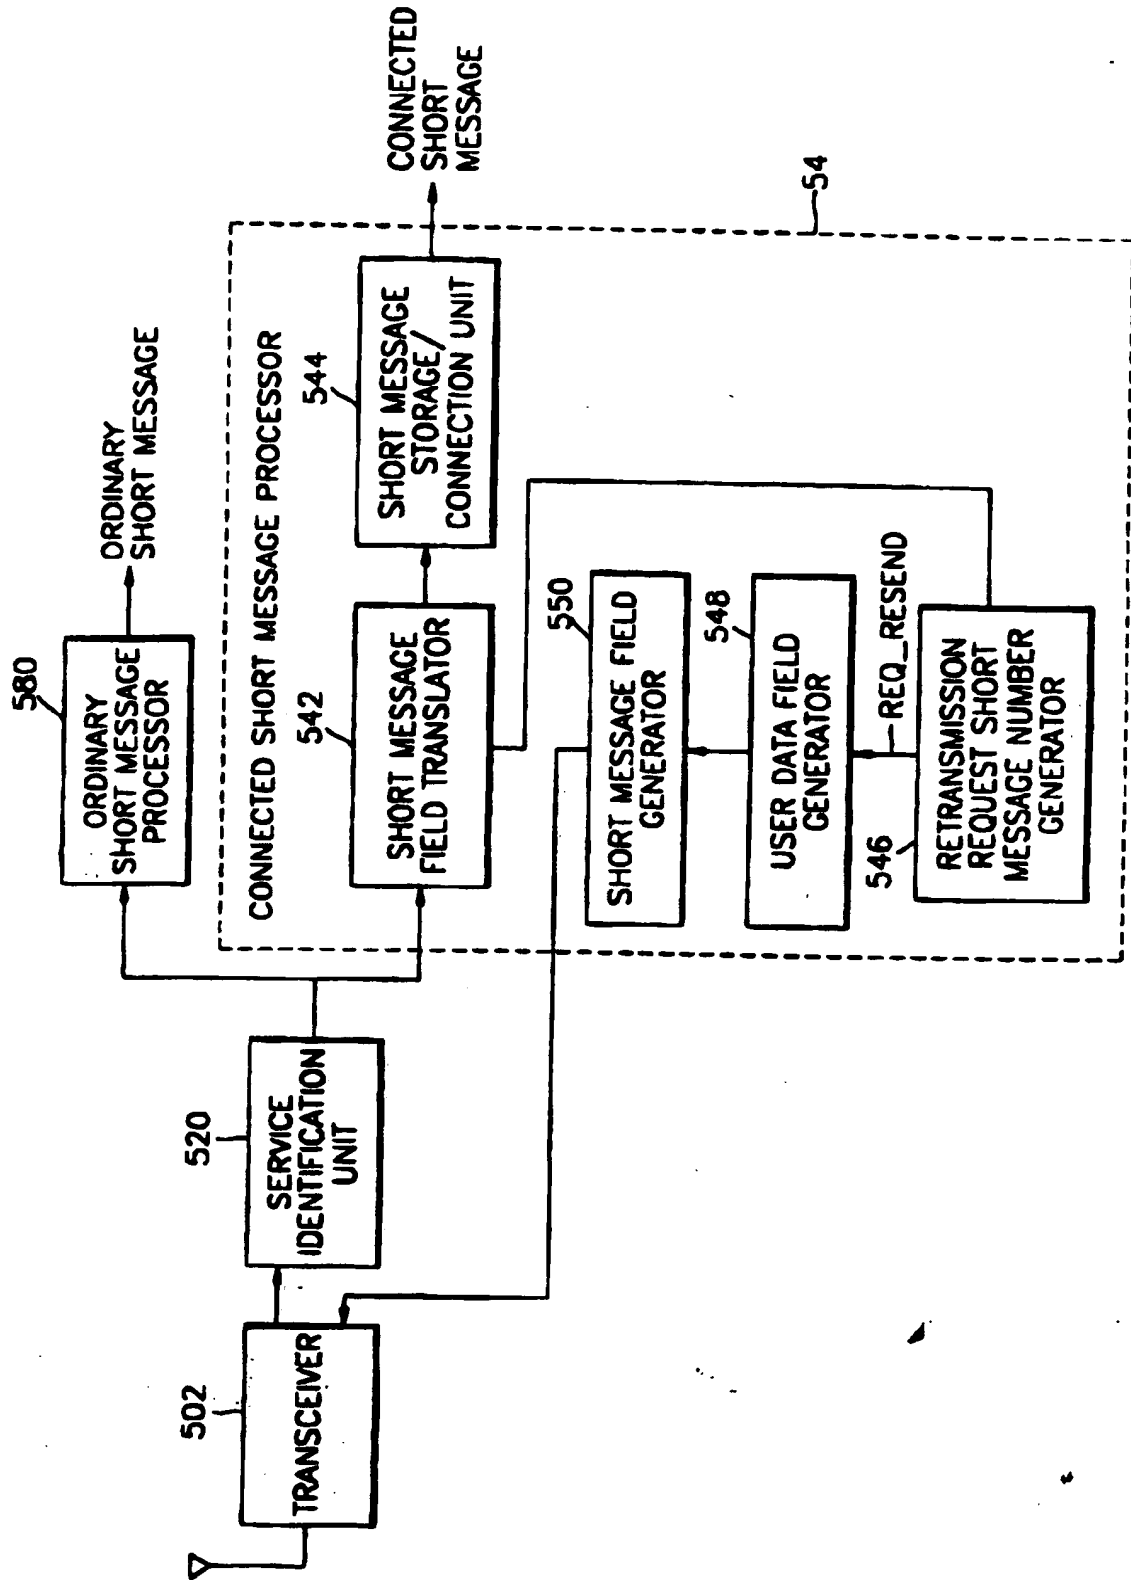 502
TRANSCEIVER
520
SERVICE
IDENTIFICATION
UNIT
580
ORDINARY
SHORT MESSAGE
PROCESSOR
ORDINARY
SHORT MESSAGE
CONNECTED SHORT MESSAGE PROCESSOR
542
SHORT MESSAGE
FIELD TRANSLATOR
544
SHORT MESSAGE
STORAGE/
CONNECTION UNIT
CONNECTED
SHORT
MESSAGE
550
SHORT MESSAGE FIELD
GENERATOR
548
USER DATA FIELD
GENERATOR
REQ_RESEND
546
RETRANSMISSION
REQUEST SHORT
MESSAGE NUMBER
GENERATOR
54